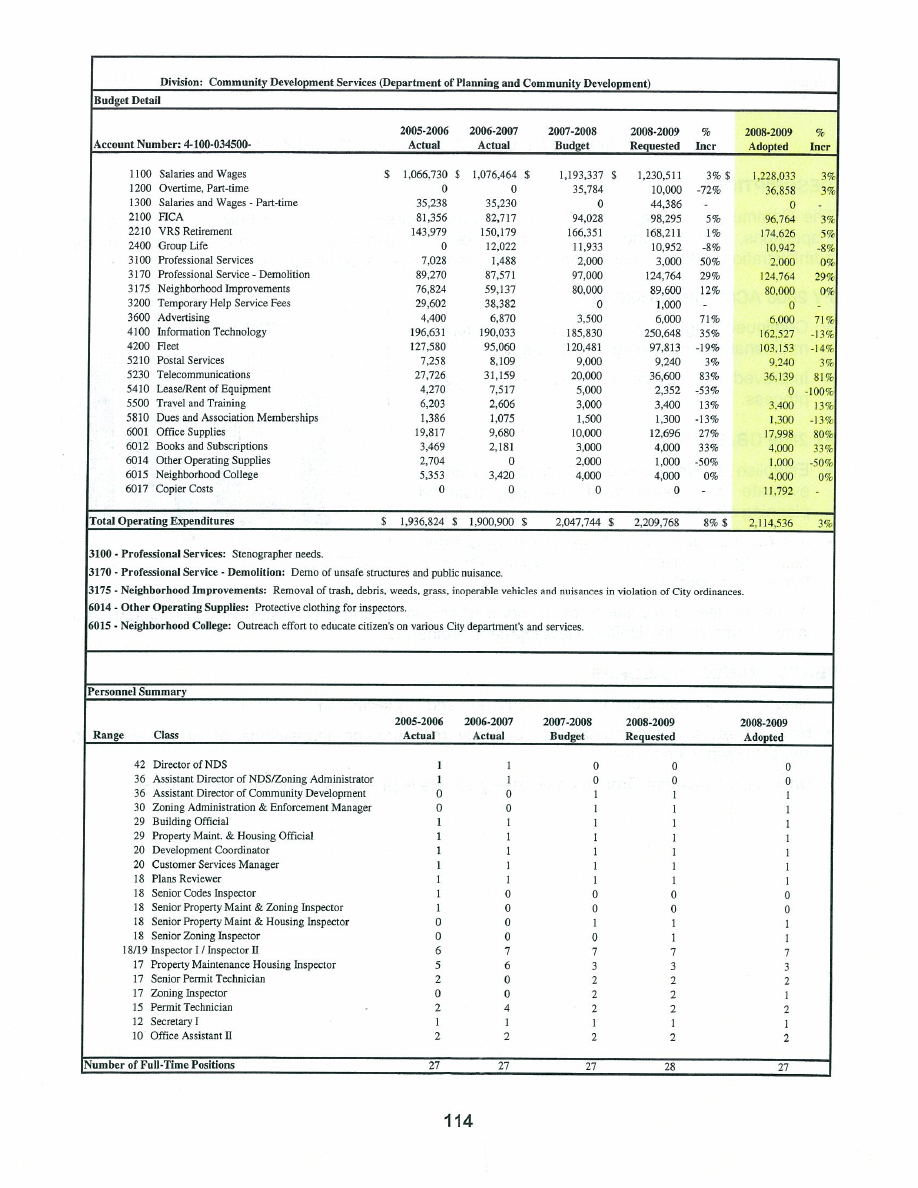 Division: Community Development Services (Department of Planning and Community Development)
Budget Detail
2005-2006 2006-2007 2007-2008 2008-2009 % 2008-2009 %
Account Number: 4-100-034500- Actual Actual Budget Requested Incr Adopted Incr
1100 Salaries and Wages $ 1,066,730 $ 1,076,464 $ 1,193,337 $ 1,230,511 3% $ 1,228,033 3%
1200 Overtime, Part-time 0 0 35,784 10,000 -72% 36,858 3%
1300 Salaries and Wages - Part-time 35,238 35,230 0 44,386 - 0 -
2100 FICA 81,356 82,717 94,028 98,295 5% 96,764 3%
2210 VRS Retirement 143,979 150,179 166,351 168,211 1% 174,626 5%
2400 Group Life 0 12,022 11,933 10,952 -8% 10,942 -8%
3100 Professional Services 7,028 1,488 2,000 3,000 50% 2,000 0%
3170 Professional Service - Demolition 89,270 87,571 97,000 124,764 29% 124,764 29%
3175 Neighborhood Improvements 76,824 59,137 80,000 89,600 12% 80,000 0%
3200 Temporary Help Service Fees 29,602 38,382 0 1,000 - 0 -
3600 Advertising 4,400 6,870 3,500 6,000 71% 6,000 71%
4100 Information Technology 196,631 190,033 185,830 250,648 35% 162,527 -13%
4200 Fleet 127,580 95,060 120,481 97,813 -19% 103,153 -14%
5210 Postal Services 7,258 8,109 9,000 9,240 3% 9,240 3%
5230 Telecommunications 27,726 31,159 20,000 36,600 83% 36,139 81%
5410 Lease/Rent of Equipment 4,270 7,517 5,000 2,352 -53% 0 -100%
5500 Travel and Training 6,203 2,606 3,000 3,400 13% 3,400 13%
5810 Dues and Association Memberships 1,386 1,075 1,500 1,300 -13% 1,300 -13%
6001 Office Supplies 19,817 9,680 10,000 12,696 27% 17,998 80%
6012 Books and Subscriptions 3,469 2,181 3,000 4,000 33% 4,000 33%
6014 Other Operating Supplies 2,704 0 2,000 1,000 -50% 1,000 -50%
6015 Neighborhood College 5,353 3,420 4,000 4,000 0% 4,000 0%
6017 Copier Costs 0 0 0 0 - 11,792 -
Total Operating Expenditures $ 1,936,824 $ 1,900,900 $ 2,047,744 $ 2,209,768 8% $ 2,114,536 3%
3100 - Professional Services: Stenographer needs.
3170 - Professional Service - Demolition: Demo of unsafe structures and public nuisance.
3175 - Neighborhood Improvements: Removal of trash, debris, weeds, grass, inoperable vehicles and nuisances in violation of City ordinances.
6014 - Other Operating Supplies: Protective clothing for inspectors.
6015 - Neighborhood College: Outreach effort to educate citizen's on various City department's and services.
Personnel Summary
2005-2006 2006-2007 2007-2008 2008-2009 2008-2009
Range Class Actual Actual Budget Requested Adopted
42 Director of NDS 1 1 0 0 0
36 Assistant Director of NDS/Zoning Administrator 1 1 0 0 0
36 Assistant Director of Community Development 0 0 1 1 1
30 Zoning Administration & Enforcement Manager 0 0 1 1 1
29 Building Official 1 1 1 1 1
29 Property Maint. & Housing Official 1 1 1 1 1
20 Development Coordinator 1 1 1 1 1
20 Customer Services Manager 1 1 1 1 1
18 Plans Reviewer 1 1 1 1 1
18 Senior Codes Inspector 1 0 0 0 0
18 Senior Property Maint & Zoning Inspector 1 0 0 0 0
18 Senior Property Maint & Housing Inspector 0 0 1 1 1
18 Senior Zoning Inspector 0 0 0 1 1
18/19 Inspector I / Inspector II 6 7 7 7 7
17 Property Maintenance Housing Inspector 5 6 3 3 3
17 Senior Permit Technician 2 0 2 2 2
17 Zoning Inspector 0 0 2 2 1
15 Permit Technician 2 4 2 2 2
12 Secretary I 1 1 1 1 1
10 Office Assistant II 2 2 2 2 2
Number of Full-Time Positions 27 27 27 28 27
114